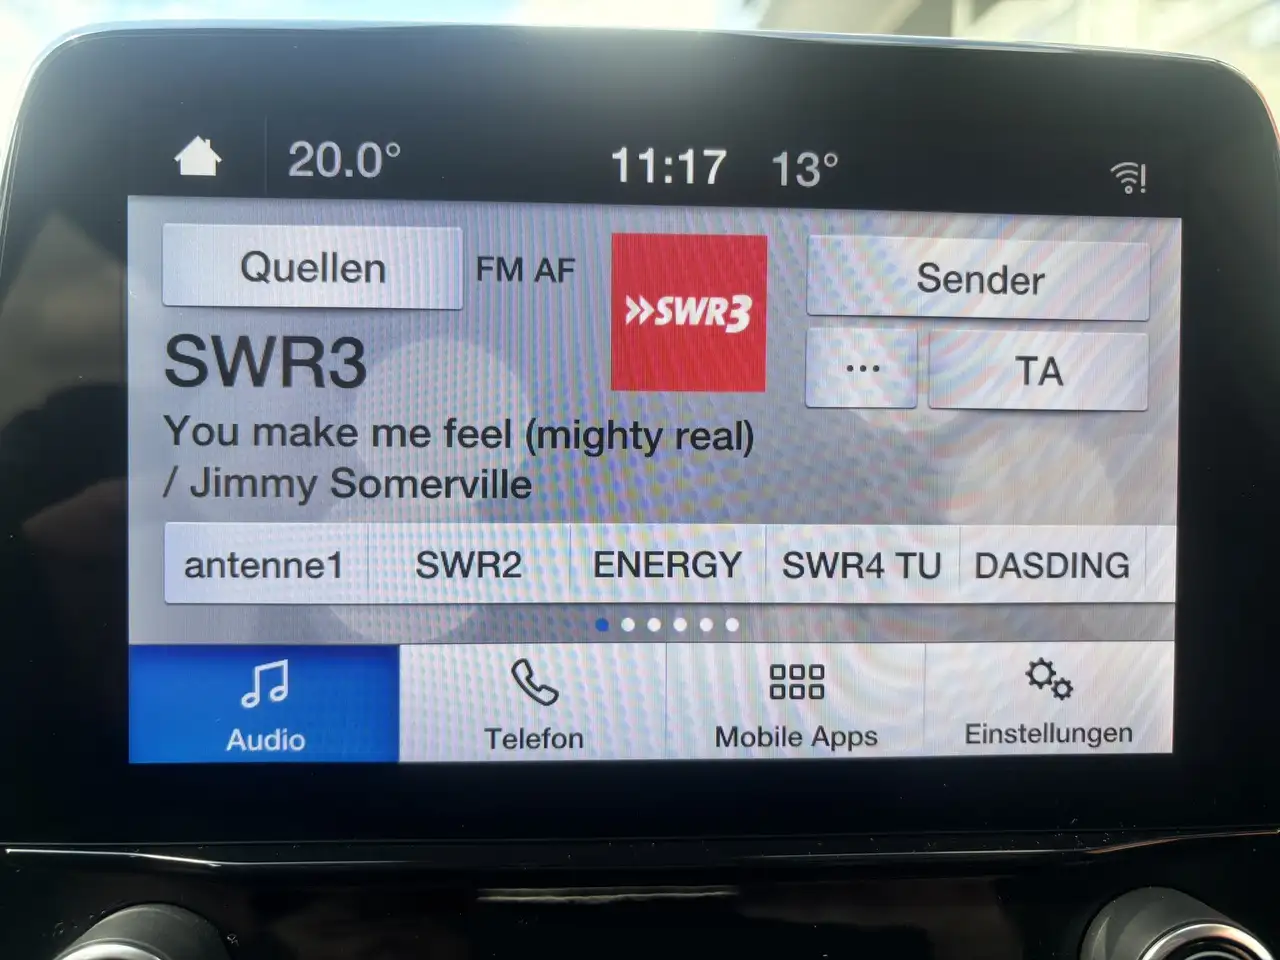 20.0° 11:17 13°
Quellen FM AF »SWR3 Sender
SWR3 ... TA
You make me feel (mighty real)
/ Jimmy Somerville
antenne1 SWR2 ENERGY SWR4 TU DASDING
Audio Telefon Mobile Apps Einstellungen